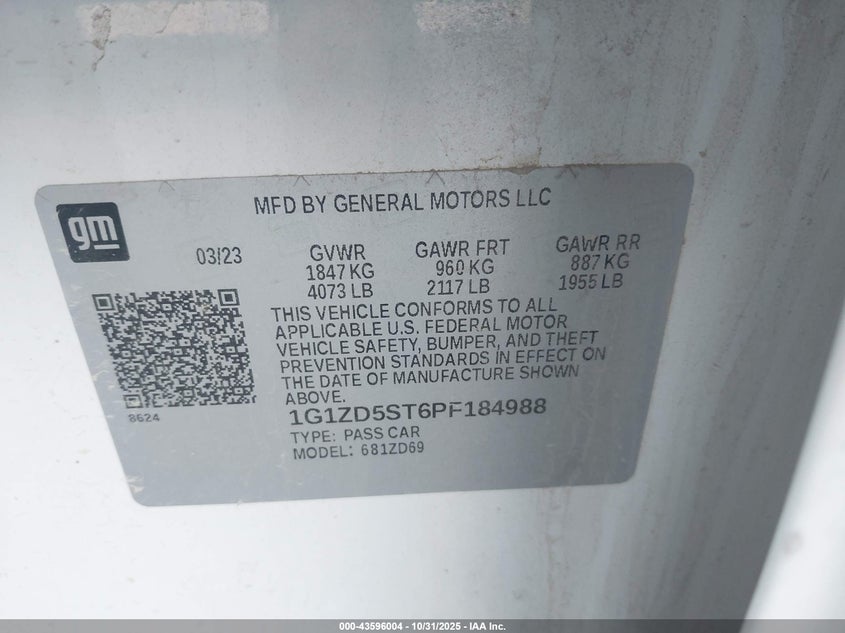 gm
MFD BY GENERAL MOTORS LLC
03/23
GVWR
1847 KG
4073 LB
GAWR FRT
960 KG
2117 LB
GAWR RR
887 KG
1955 LB
THIS VEHICLE CONFORMS TO ALL
APPLICABLE U.S. FEDERAL MOTOR
VEHICLE SAFETY, BUMPER, AND THEFT
PREVENTION STANDARDS IN EFFECT ON
THE DATE OF MANUFACTURE SHOWN
ABOVE.
8624
1G1ZD5ST6PF184988
TYPE: PASS CAR
MODEL: 681ZD69
000-43596004 - 10/31/2025 - IAA Inc.